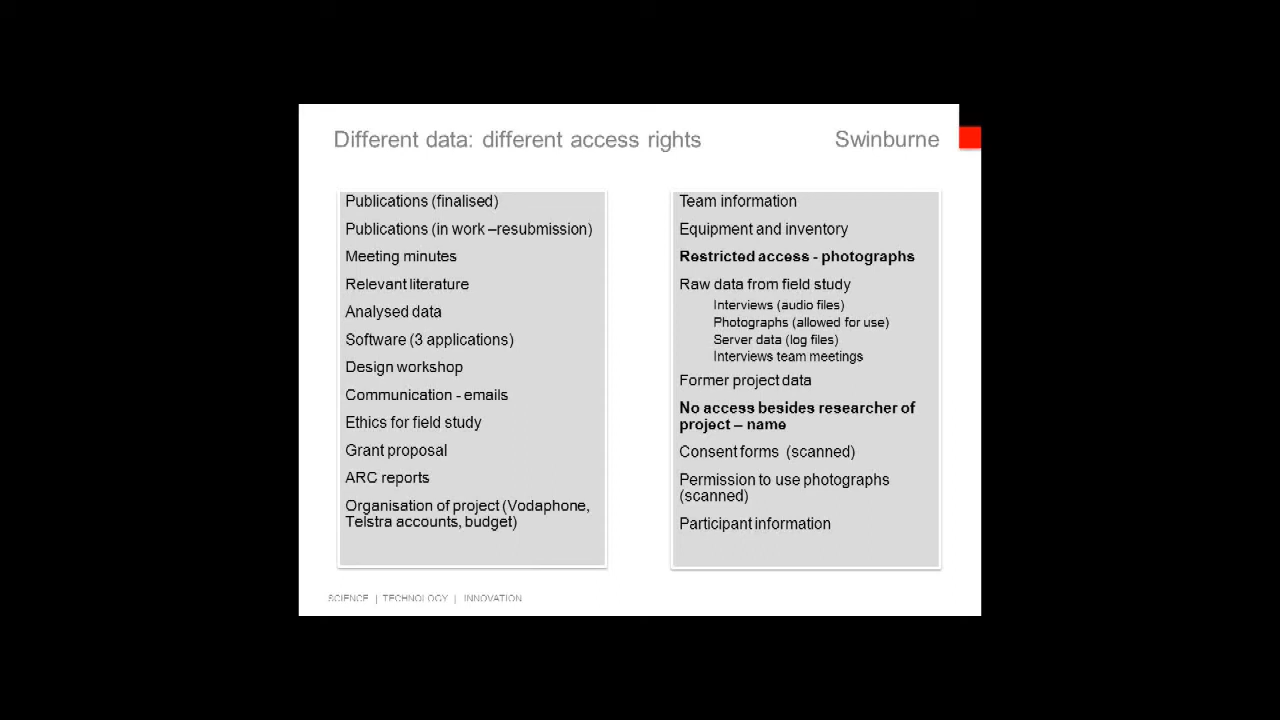 Different data: different access rights
Swinburne
Publications (finalised)
Publications (in work –resubmission)
Meeting minutes
Relevant literature
Analysed data
Software (3 applications)
Design workshop
Communication - emails
Ethics for field study
Grant proposal
ARC reports
Organisation of project (Vodaphone,
Telstra accounts, budget)
Team information
Equipment and inventory
Restricted access - photographs
Raw data from field study
Interviews (audio files)
Photographs (allowed for use)
Server data (log files)
Interviews team meetings
Former project data
No access besides researcher of
project – name
Consent forms (scanned)
Permission to use photographs
(scanned)
Participant information
SCIENCE | TECHNOLOGY | INNOVATION